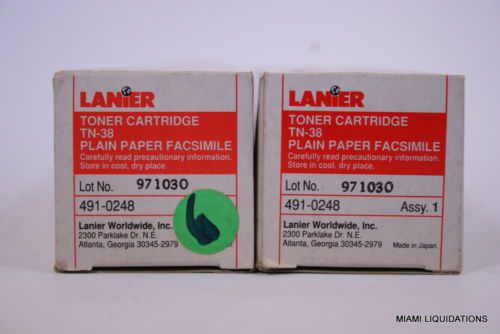 LANIER
TONER CARTRIDGE
TN-38
PLAIN PAPER FACSIMILE
Carefully read precautionary information.
Store in cool, dry place.
Lot No. 971030
491-0248
Lanier Worldwide, Inc.
2300 Parklake Dr. N.E.
Atlanta, Georgia 30345-2979
LANIER
TONER CARTRIDGE
TN-38
PLAIN PAPER FACSIMILE
Carefully read precautionary information.
Store in cool, dry place.
Lot No. 971030
491-0248 Assy. 1
Lanier Worldwide, Inc.
2300 Parklake Dr. N.E.
Atlanta, Georgia 30345-2979 Made in Japan
MIAMI LIQUIDATIONS